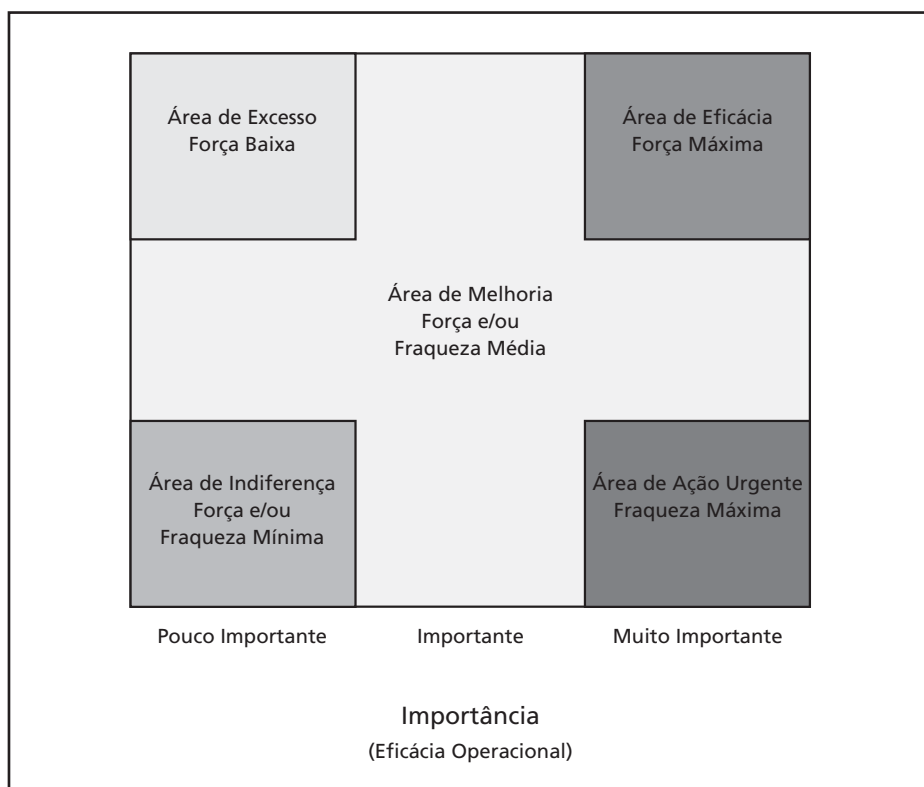 Área de Excesso
Força Baixa
Área de Eficácia
Força Máxima
Área de Melhoria
Força e/ou
Fraqueza Média
Área de Indiferença
Força e/ou
Fraqueza Mínima
Área de Ação Urgente
Fraqueza Máxima
Pouco Importante
Importante
Muito Importante
Importância
(Eficácia Operacional)